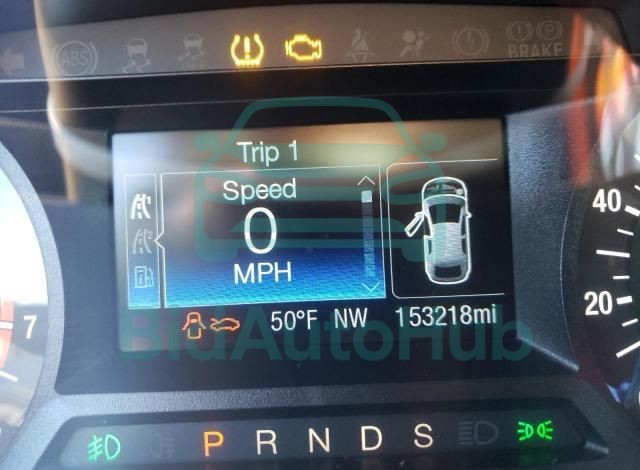 ABS BRAKE
Trip 1
Speed
0
MPH
40
20
7
50°F NW 153218mi
BidAutoHub
P R N D S